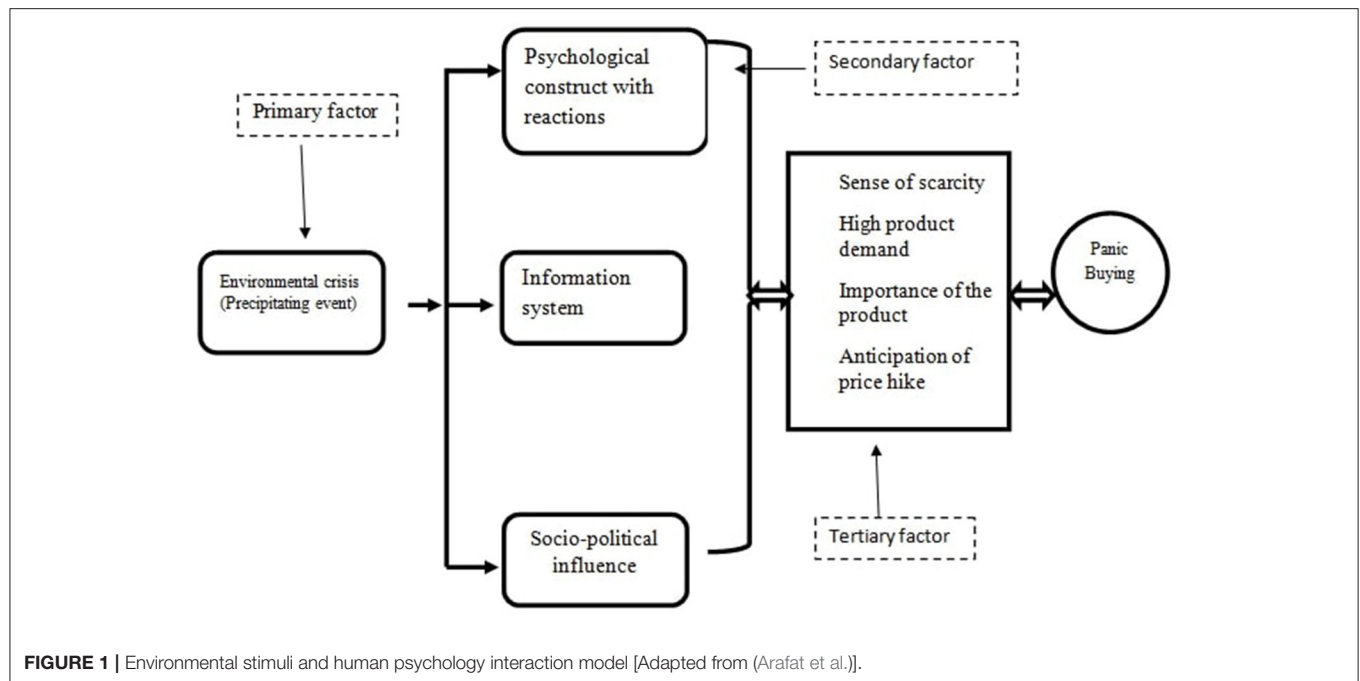 Primary factor
Environmental crisis
(Precipitating event)
Psychological
construct with
reactions
Information
system
Socio-political
influence
Secondary factor
Sense of scarcity
High product
demand
Importance of the
product
Anticipation of
price hike
Tertiary factor
Panic
Buying
FIGURE 1 | Environmental stimuli and human psychology interaction model [Adapted from (Arafat et al.)].